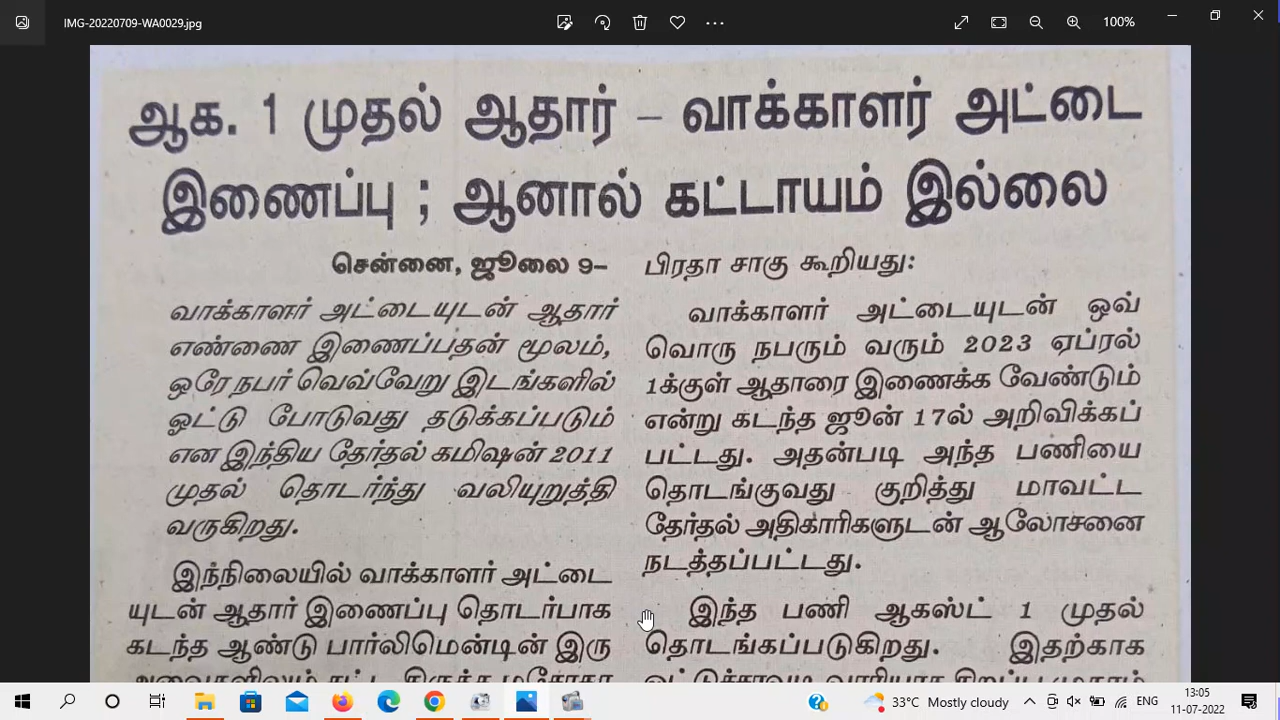 IMG-20220709-WA0029.jpg
100%
ஆக. 1 முதல் ஆதார் – வாக்காளர் அட்டை
இணைப்பு ; ஆனால் கட்டாயம் இல்லை
சென்னை, ஜூலை 9–
வாக்காளர் அட்டையுடன் ஆதார்
எண்ணை இணைப்பதன் மூலம்,
ஒரே நபர் வெவ்வேறு இடங்களில்
ஓட்டு போடுவது தடுக்கப்படும்
என இந்திய தேர்தல் கமிஷன் 2011
முதல் தொடர்ந்து வலியுறுத்தி
வருகிறது.
இந்நிலையில் வாக்காளர் அட்டை
யுடன் ஆதார் இணைப்பு தொடர்பாக
கடந்த ஆண்டு பார்லிமென்டின் இரு
பிரதா சாகு கூறியது:
வாக்காளர் அட்டையுடன் ஒவ்
வொரு நபரும் வரும் 2023 ஏப்ரல்
1க்குள் ஆதாரை இணைக்க வேண்டும்
என்று கடந்த ஜூன் 17ல் அறிவிக்கப்
பட்டது. அதன்படி அந்த பணியை
தொடங்குவது குறித்து மாவட்ட
தேர்தல் அதிகாரிகளுடன் ஆலோசனை
நடத்தப்பட்டது.
இந்த பணி ஆகஸ்ட் 1 முதல்
தொடங்கப்படுகிறது. இதற்காக
33°C Mostly cloudy
ENG
13:05
11-07-2022